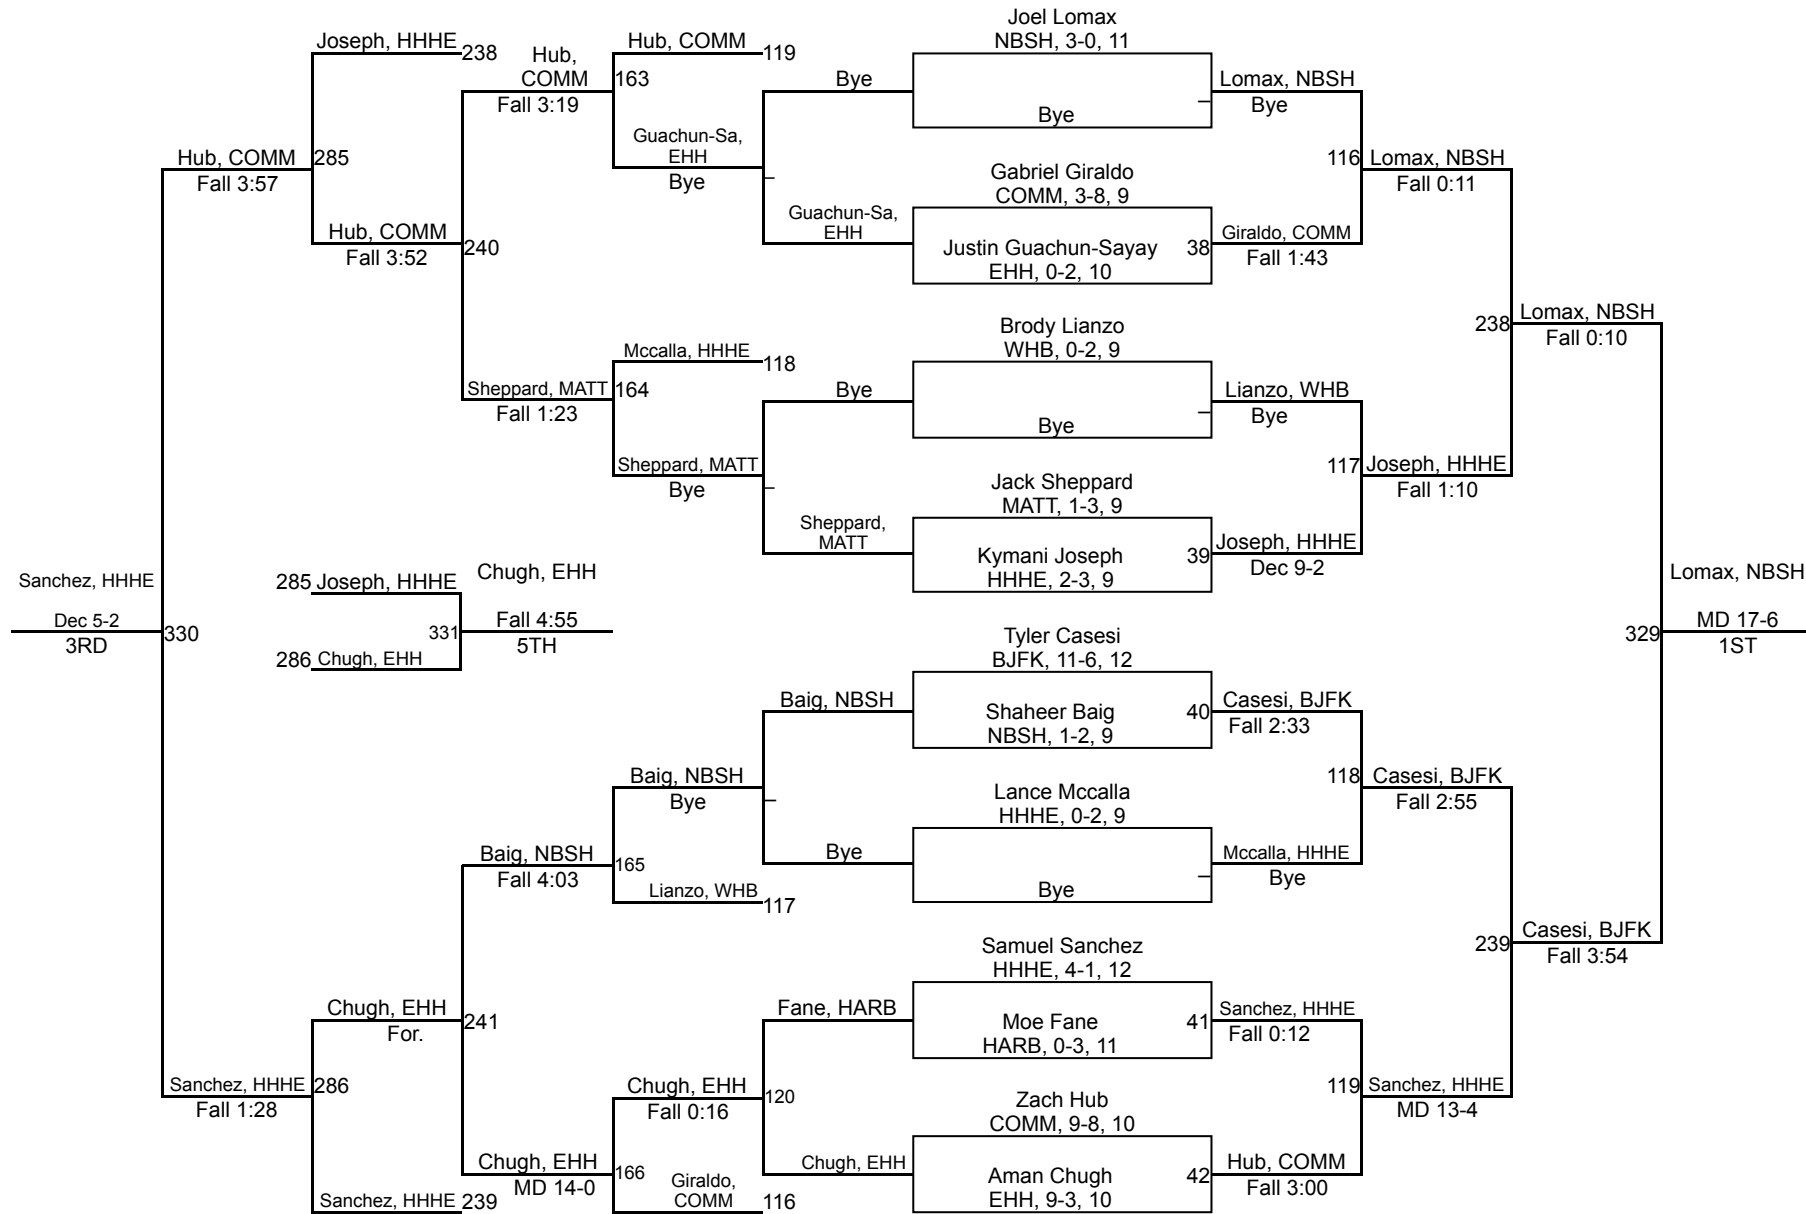 Joel Lomax
NBSH, 3-0, 11
Bye
Gabriel Giraldo
COMM, 3-8, 9
Justin Guachun-Sayay
EHH, 0-2, 10
38
Brody Lianzo
WHB, 0-2, 9
Bye
Jack Sheppard
MATT, 1-3, 9
Kymani Joseph
HHHE, 2-3, 9
39
Tyler Casesi
BJFK, 11-6, 12
Shaheer Baig
NBSH, 1-2, 9
40
Lance Mccalla
HHHE, 0-2, 9
Bye
Samuel Sanchez
HHHE, 4-1, 12
Moe Fane
HARB, 0-3, 11
41
Zach Hub
COMM, 9-8, 10
Aman Chugh
EHH, 9-3, 10
42
Lomax, NBSH
Bye
Giraldo, COMM
Fall 1:43
Lianzo, WHB
Bye
Joseph, HHHE
Dec 9-2
Casesi, BJFK
Fall 2:33
Mccalla, HHHE
Bye
Sanchez, HHHE
Fall 0:12
Hub, COMM
Fall 3:00
116
Lomax, NBSH
Fall 0:11
117
Joseph, HHHE
Fall 1:10
118
Casesi, BJFK
Fall 2:55
119
Sanchez, HHHE
MD 13-4
238
Lomax, NBSH
Fall 0:10
239
Casesi, BJFK
Fall 3:54
329
Lomax, NBSH
MD 17-6
1ST
Bye
Guachun-Sa,
EHH
Bye
Sheppard,
MATT
Baig, NBSH
Bye
Fane, HARB
Chugh, EHH
Hub, COMM
119
Guachun-Sa,
EHH
Bye
Mccalla, HHHE
118
Sheppard, MATT
Bye
Baig, NBSH
Bye
Lianzo, WHB
117
Chugh, EHH
Fall 0:16
120
Giraldo,
COMM
116
Hub,
COMM
Fall 3:19
163
Sheppard, MATT
Fall 1:23
164
Baig, NBSH
Fall 4:03
165
Chugh, EHH
MD 14-0
166
Joseph, HHHE
238
Hub, COMM
Fall 3:52
240
Chugh, EHH
For.
241
Sanchez, HHHE
239
Hub, COMM
Fall 3:57
285
Sanchez, HHHE
Fall 1:28
286
Sanchez, HHHE
Dec 5-2
3RD
330
285
Joseph, HHHE
286
Chugh, EHH
331
Chugh, EHH
Fall 4:55
5TH